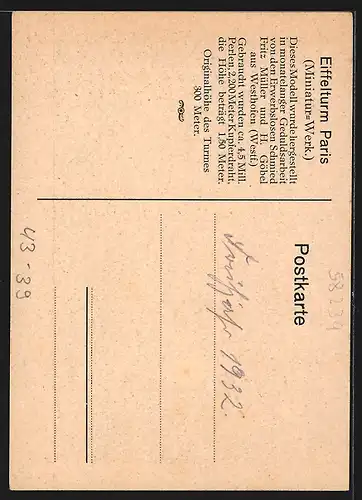 Eiffelturm Paris
(Miniatur=Werk.)
Dieses Modell wurde hergestellt
in monatelanger Geduldsarbeit
von den Erwerbslosen Schmied
Fritz Müller und H. Göbel
aus Westhofen (Westf.)
Gebraucht wurden ca. 4,5 Mill.
Perlen, 2,200 Meter Kupferdraht,
die Höhe beträgt 1,50 Meter.
Originalhöhe des Turmes
300 Meter.
Postkarte
58239
Frühjahr 1932.
43-39